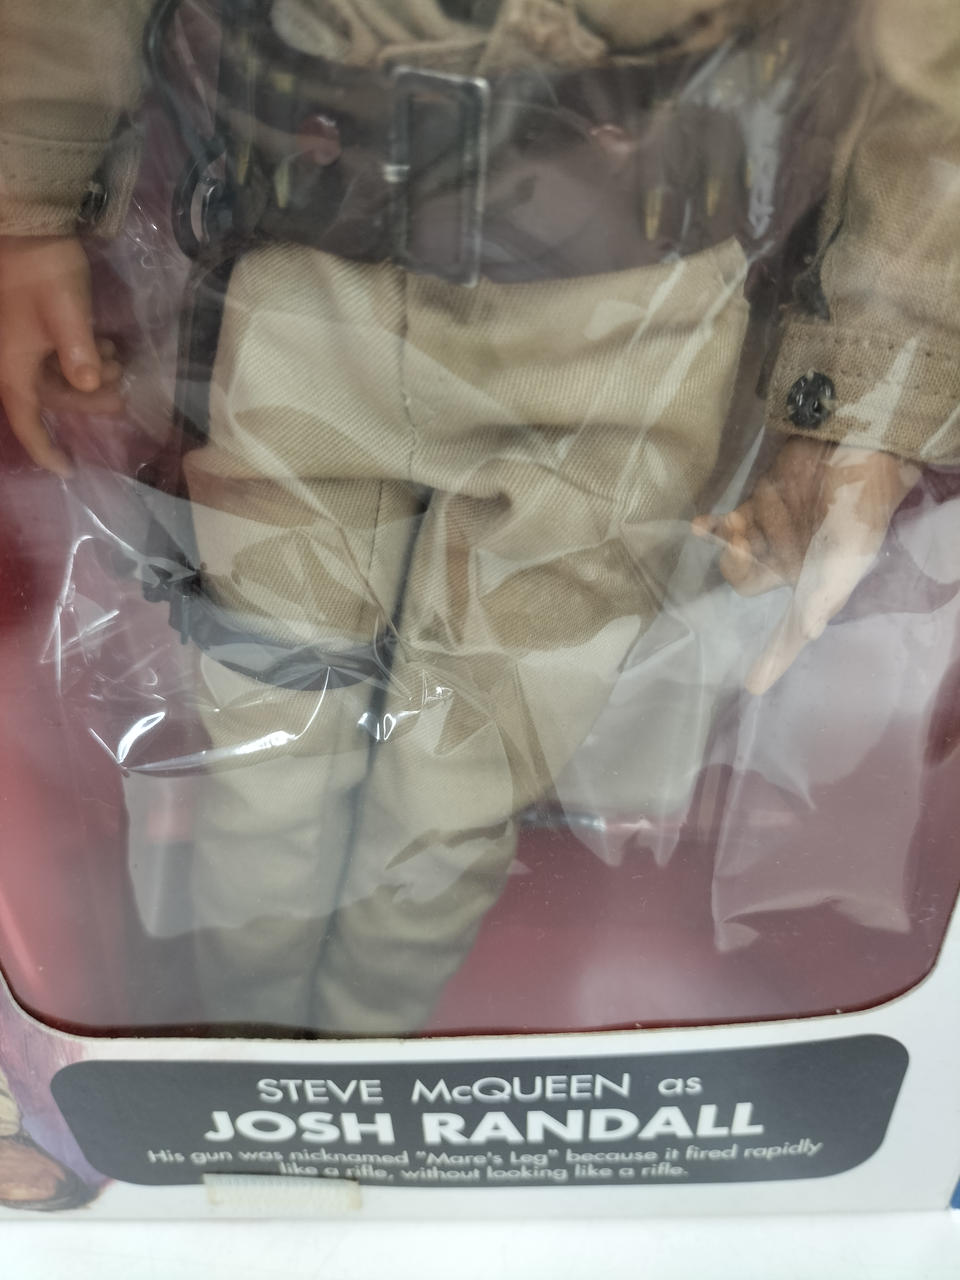 STEVE McQUEEN as
JOSH RANDALL
His gun was nicknamed "Mare's Leg" because it fired rapidly
like a rifle, without looking like a rifle.